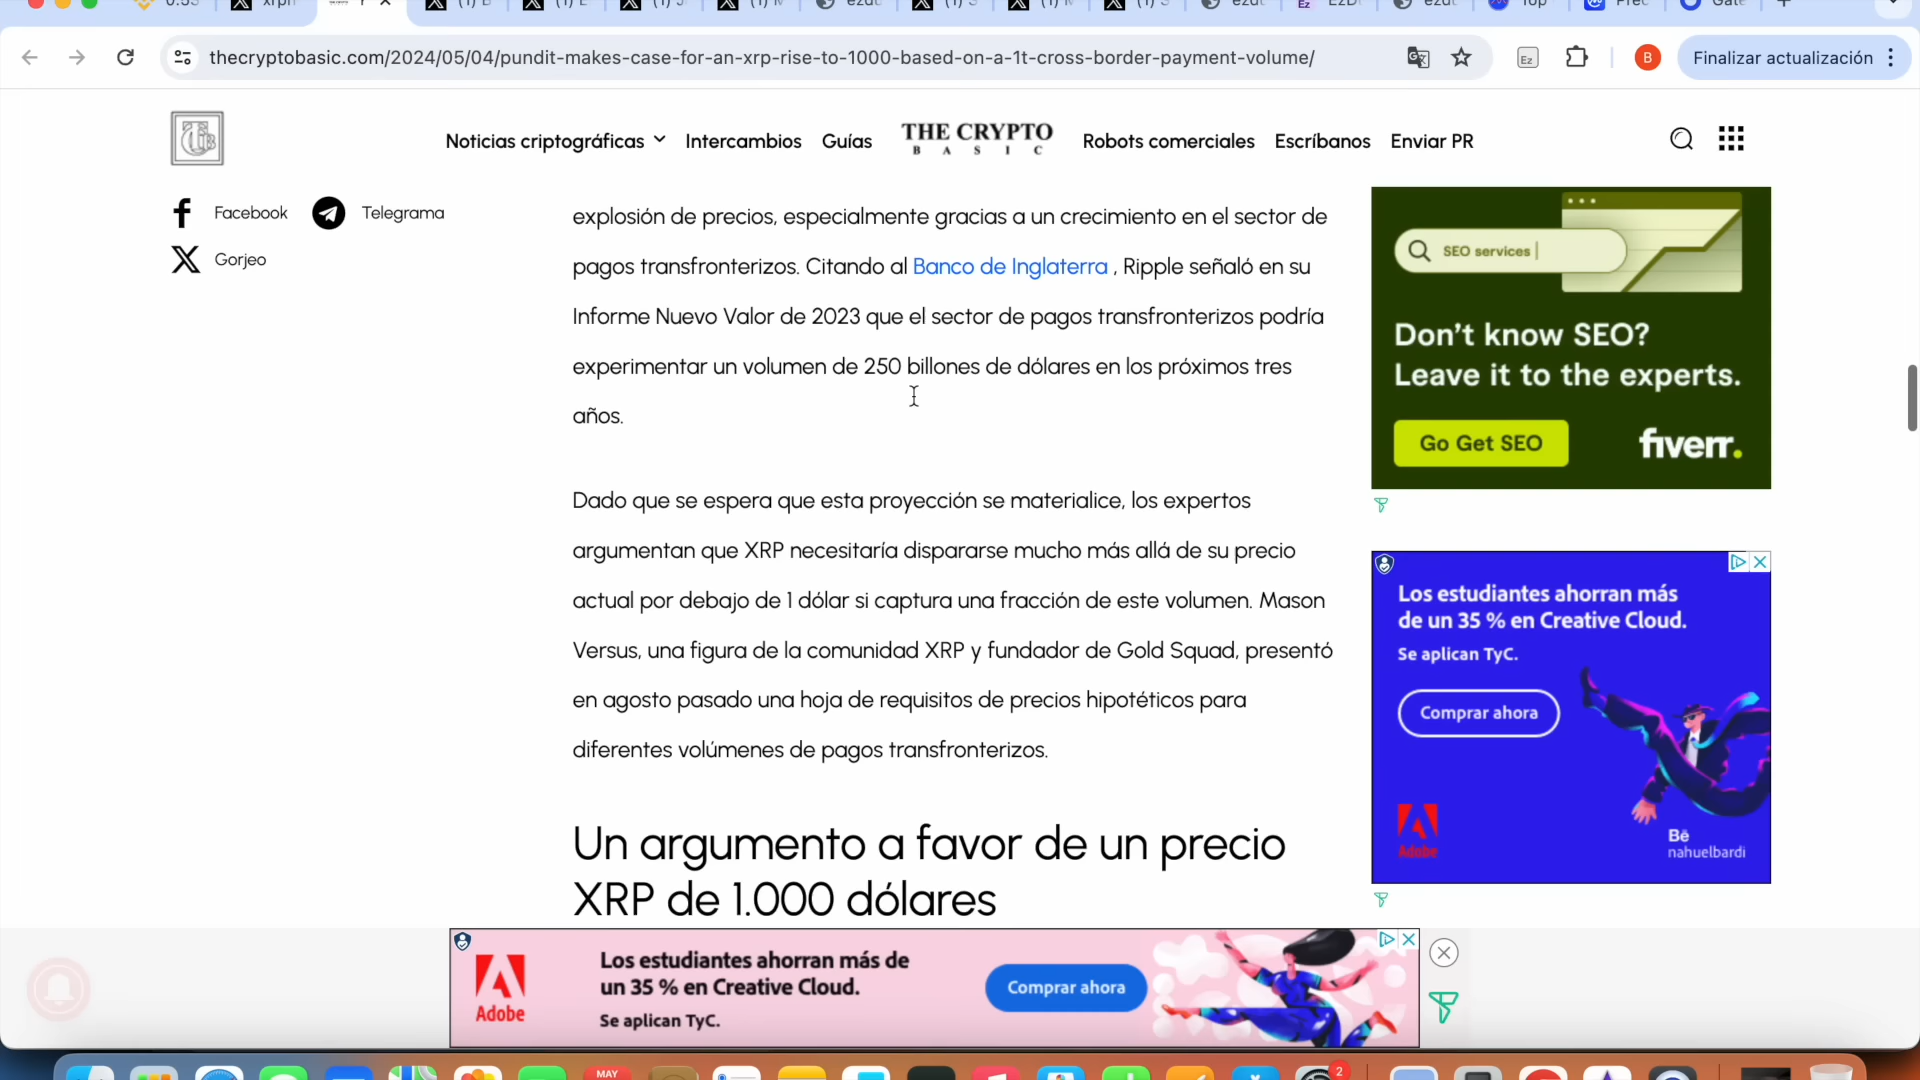 thecryptobasic.com/2024/05/04/pundit-makes-case-for-an-xrp-rise-to-1000-based-on-a-1t-cross-border-payment-volume/
Ez
B
Finalizar actualización
Noticias criptográficas
Intercambios
Guías
THE CRYPTO
BASIC
Robots comerciales
Escríbanos
Enviar PR
Facebook
Telegrama
Gorjeo
explosión de precios, especialmente gracias a un crecimiento en el sector de
pagos transfronterizos. Citando al Banco de Inglaterra , Ripple señaló en su
Informe Nuevo Valor de 2023 que el sector de pagos transfronterizos podría
experimentar un volumen de 250 billones de dólares en los próximos tres
años.
Dado que se espera que esta proyección se materialice, los expertos
argumentan que XRP necesitaría dispararse mucho más allá de su precio
actual por debajo de 1 dólar si captura una fracción de este volumen. Mason
Versus, una figura de la comunidad XRP y fundador de Gold Squad, presentó
en agosto pasado una hoja de requisitos de precios hipotéticos para
diferentes volúmenes de pagos transfronterizos.
Un argumento a favor de un precio
XRP de 1.000 dólares
SEO services
Don't know SEO?
Leave it to the experts.
Go Get SEO
fiverr.
Los estudiantes ahorran más
de un 35 % en Creative Cloud.
Se aplican TyC.
Comprar ahora
Adobe
Bē
nahuelbardi
Los estudiantes ahorran más de
un 35 % en Creative Cloud.
Se aplican TyC.
Adobe
Comprar ahora
MAY
2